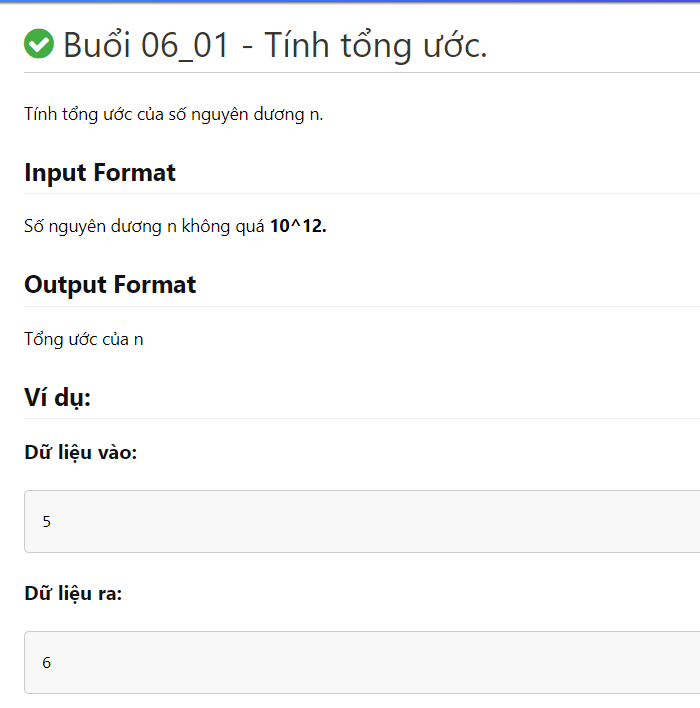 Buổi 06_01 - Tính tổng ước.
Tính tổng ước của số nguyên dương n.
Input Format
Số nguyên dương n không quá 10^12.
Output Format
Tổng ước của n
Ví dụ:
Dữ liệu vào:
5
Dữ liệu ra:
6